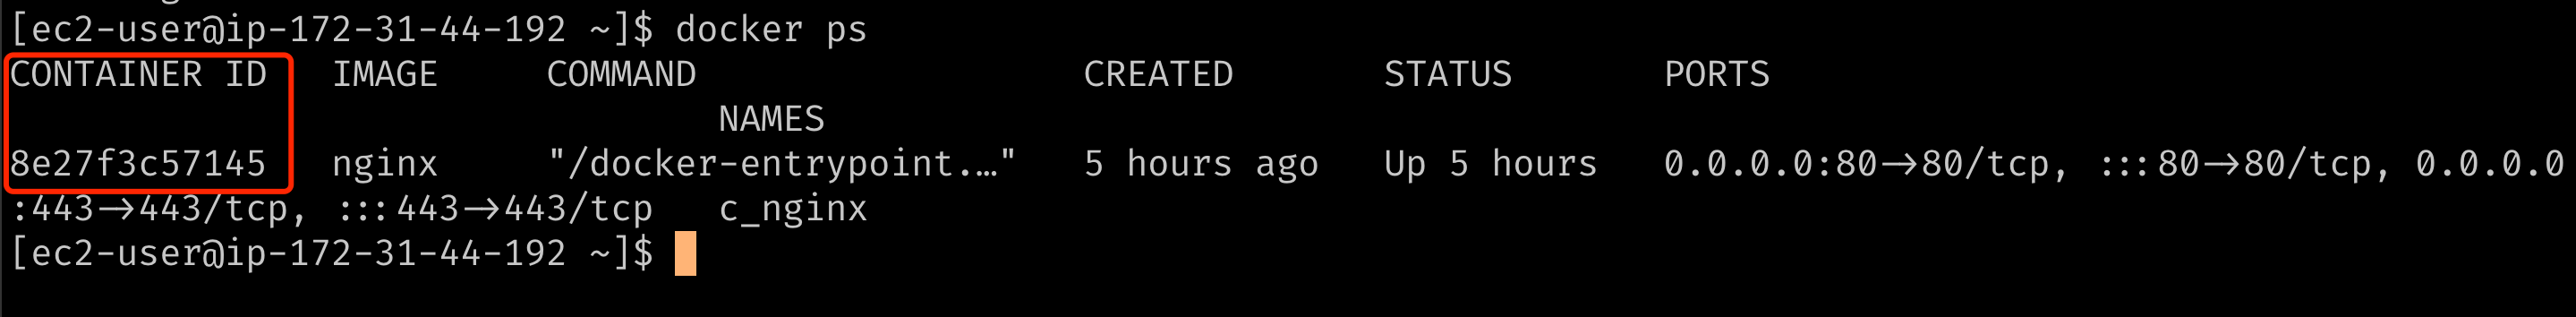 [ec2-user@ip-172-31-44-192 ~]$ docker ps
CONTAINER ID   IMAGE     COMMAND                  CREATED       STATUS       PORTS
                                 NAMES
8e27f3c57145   nginx     "/docker-entrypoint.…"   5 hours ago   Up 5 hours   0.0.0.0:80->80/tcp, :::80->80/tcp, 0.0.0.0
:443->443/tcp, :::443->443/tcp   c_nginx
[ec2-user@ip-172-31-44-192 ~]$